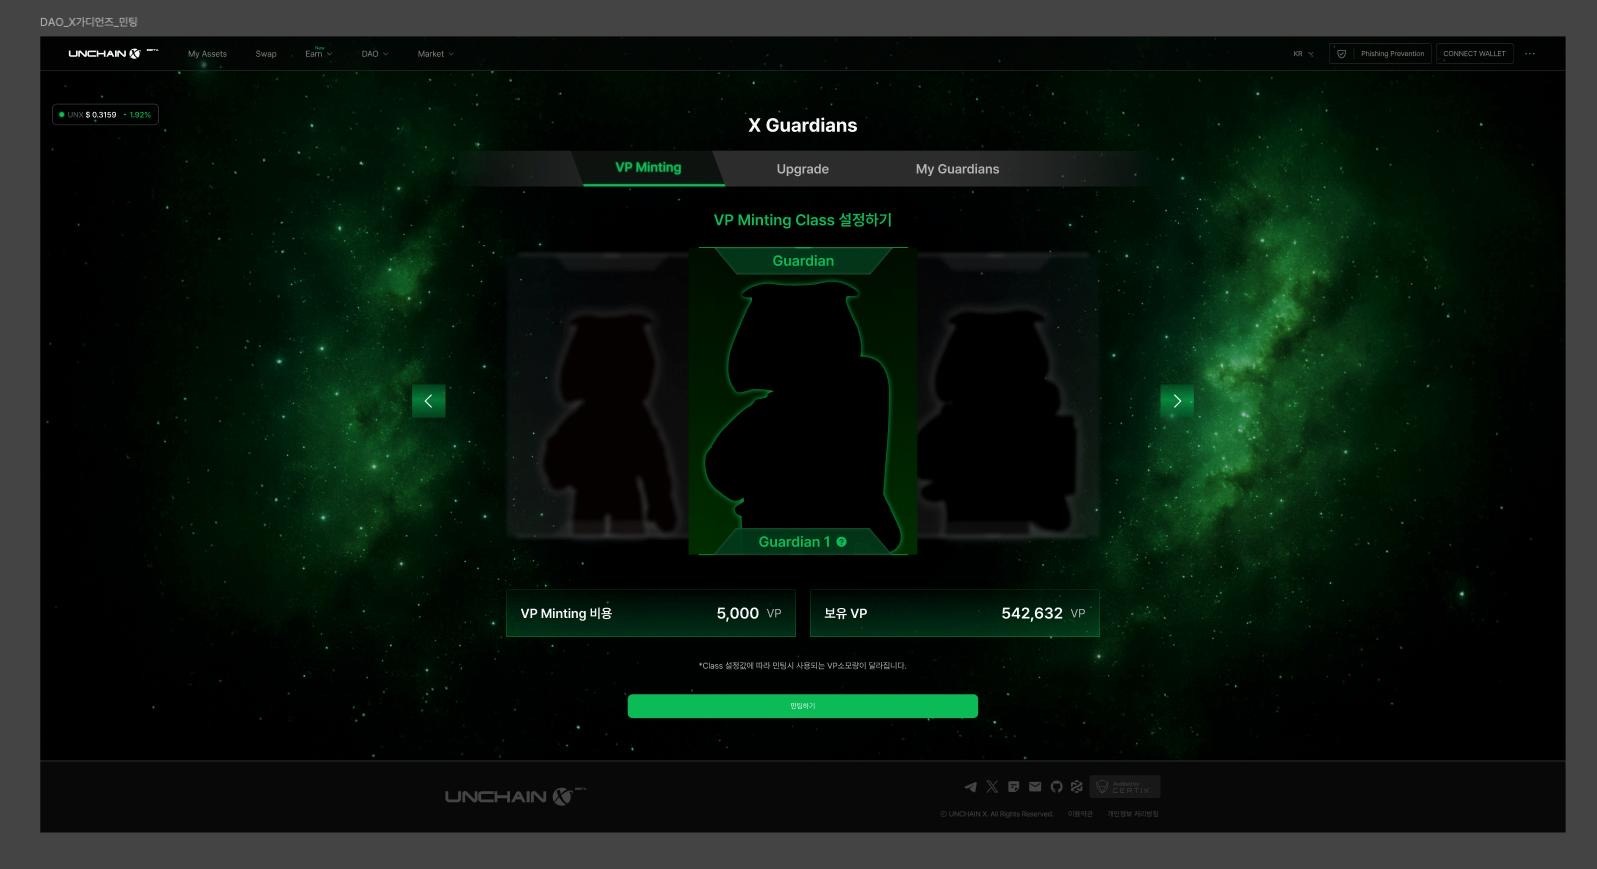 DAO_X가디언즈_민팅
UNCHAIN X BETA
My Assets
Swap
New
Earn
DAO
Market
KR
Phishing Prevention
CONNECT WALLET
UNX $ 0.3159 - 1.92%
X Guardians
VP Minting
Upgrade
My Guardians
VP Minting Class 설정하기
Guardian
Guardian 1 ?
VP Minting 비용 5,000 VP
보유 VP 542,632 VP
*Class 설정값에 따라 민팅시 사용되는 VP소모량이 달라집니다.
민팅하기
UNCHAIN X BETA
Audited by
CERTIK
© UNCHAIN X. All Rights Reserved.
이용약관
개인정보 처리방침